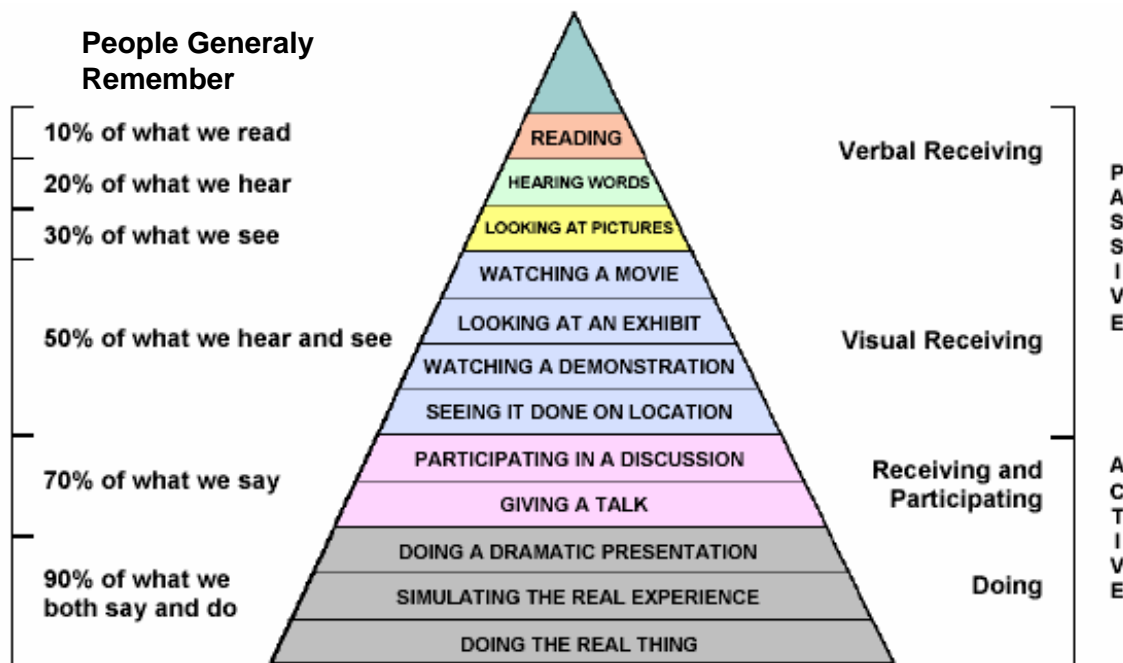 People Generaly
Remember
10% of what we read
20% of what we hear
30% of what we see
50% of what we hear and see
70% of what we say
90% of what we
both say and do
READING
HEARING WORDS
LOOKING AT PICTURES
WATCHING A MOVIE
LOOKING AT AN EXHIBIT
WATCHING A DEMONSTRATION
SEEING IT DONE ON LOCATION
PARTICIPATING IN A DISCUSSION
GIVING A TALK
DOING A DRAMATIC PRESENTATION
SIMULATING THE REAL EXPERIENCE
DOING THE REAL THING
Verbal Receiving
Visual Receiving
Receiving and
Participating
Doing
PASSIVE
ACTIVE